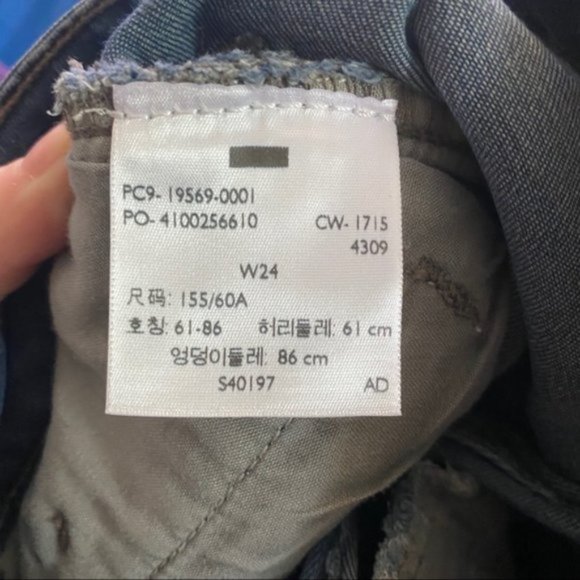 PC9-19569-0001
PO-4100256610 CW-1715
4309
W24
尺码: 155/60A
호칭: 61-86 허리둘레: 61 cm
엉덩이둘레: 86 cm
S40197 AD